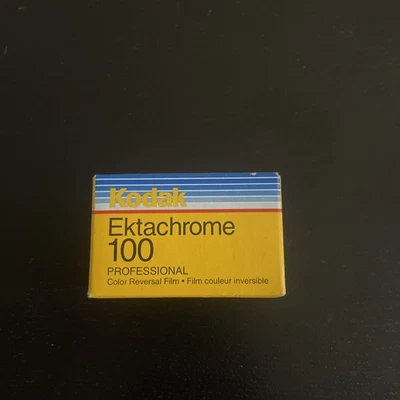 Kodak
Ektachrome
100
PROFESSIONAL
Color Reversal Film • Film couleur inversible